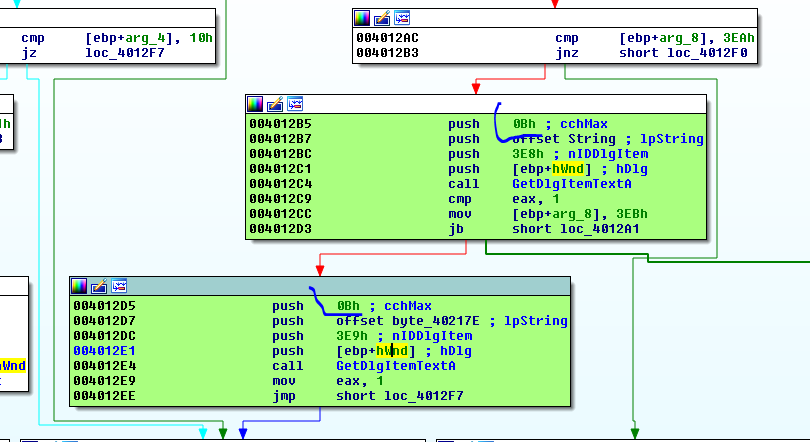 cmp [ebp+arg_4], 10h
jz loc_4012F7
004012AC cmp [ebp+arg_8], 3EAh
004012B3 jnz short loc_4012F0
004012B5 push 0Bh ; cchMax
004012B7 push offset String ; lpString
004012BC push 3E8h ; nIDDlgItem
004012C1 push [ebp+hWnd] ; hDlg
004012C4 call GetDlgItemTextA
004012C9 cmp eax, 1
004012CC mov [ebp+arg_8], 3EBh
004012D3 jb short loc_4012A1
004012D5 push 0Bh ; cchMax
004012D7 push offset byte_40217E ; lpString
004012DC push 3E9h ; nIDDlgItem
004012E1 push [ebp+hWnd] ; hDlg
004012E4 call GetDlgItemTextA
004012E9 mov eax, 1
004012EE jmp short loc_4012F7